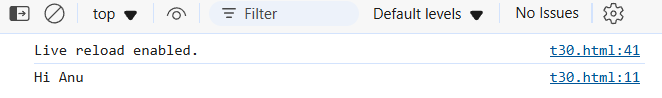 top Filter Default levels No Issues
Live reload enabled. t30.html:41
Hi Anu t30.html:11